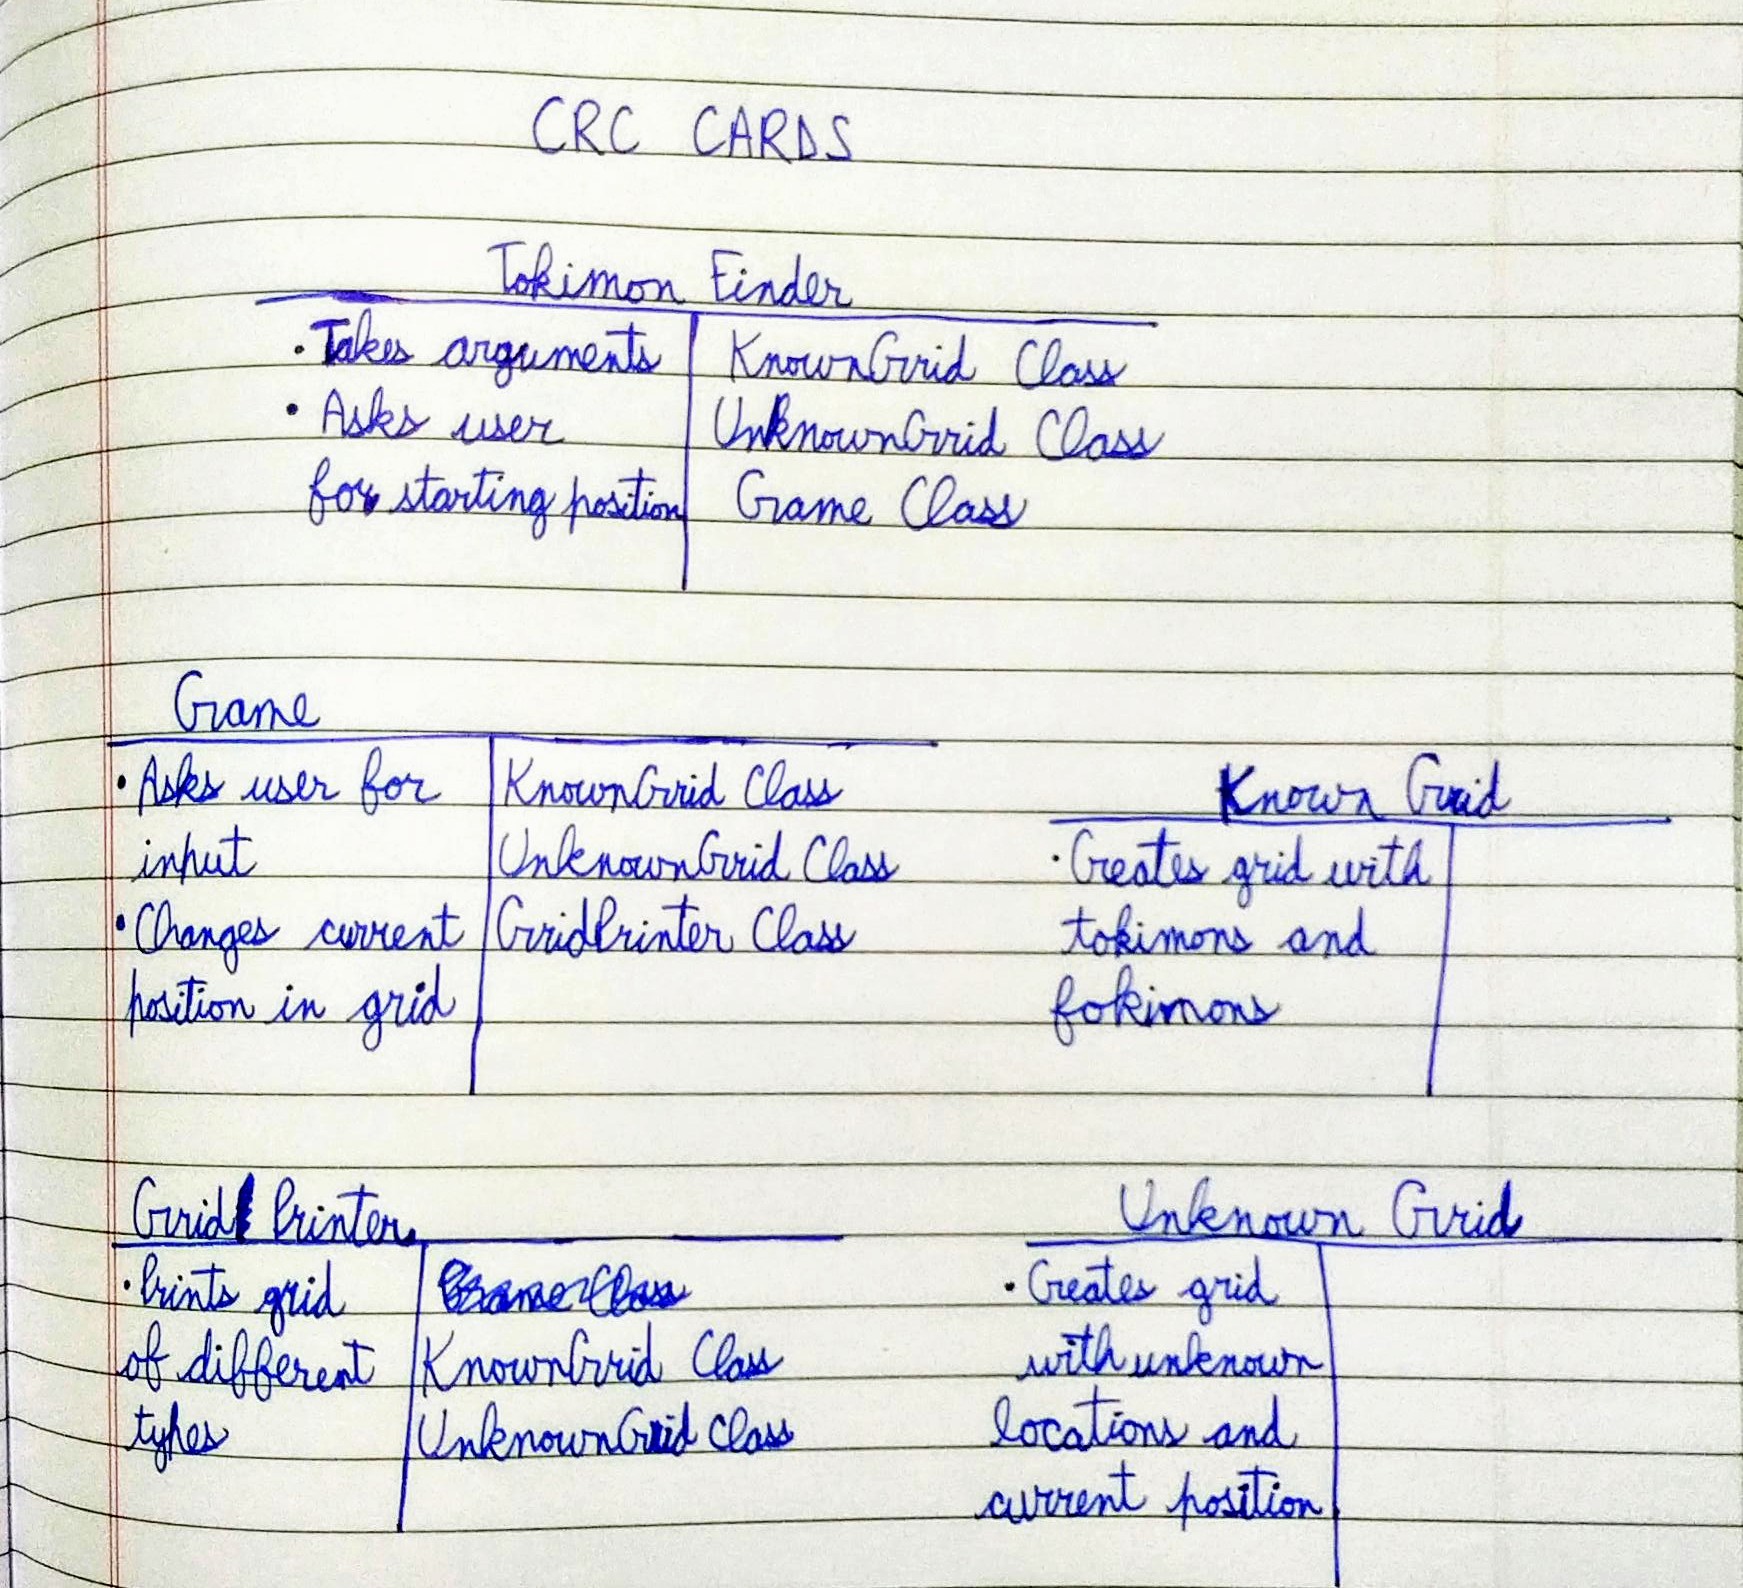 CRC CARDS
Tokimon Finder
• Takes arguments
• Asks user
for starting position
KnownGrid Class
UnknownGrid Class
Game Class
Game
• Asks user for
input
• Changes current
position in grid
KnownGrid Class
UnknownGrid Class
GridPrinter Class
Known Grid
• Creates grid with
tokimons and
fokimons
Grid Printer
• Prints grid
of different
types
KnownGrid Class
UnknownGrid Class
Unknown Grid
• Creates grid
with unknown
locations and
current position